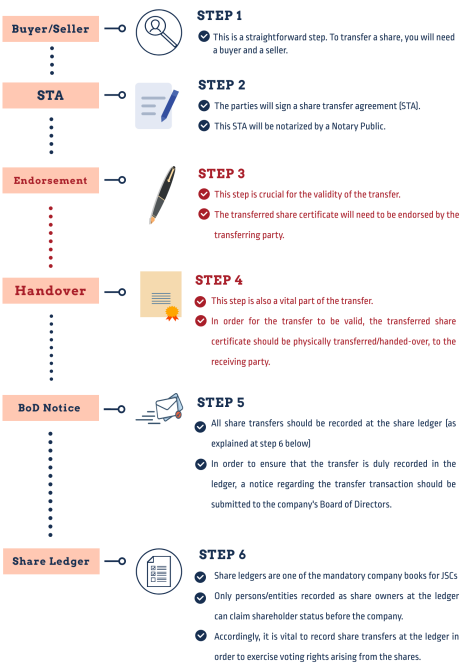 Buyer/Seller
STEP 1
This is a straightforward step. To transfer a share, you will need
a buyer and a seller.
STA
STEP 2
The parties will sign a share transfer agreement (STA).
This STA will be notarized by a Notary Public.
Endorsement
STEP 3
This step is crucial for the validity of the transfer.
The transferred share certificate will need to be endorsed by the
transferring party.
Handover
STEP 4
This step is also a vital part of the transfer.
In order for the transfer to be valid, the transferred share
certificate should be physically transferred/handed-over, to the
receiving party.
BoD Notice
STEP 5
All share transfers should be recorded at the share ledger (as
explained at step 6 below)
In order to ensure that the transfer is duly recorded in the
ledger, a notice regarding the transfer transaction should be
submitted to the company's Board of Directors.
Share Ledger
STEP 6
Share ledgers are one of the mandatory company books for JSCs
Only persons/entities recorded as share owners at the ledger
can claim shareholder status before the company.
Accordingly, it is vital to record share transfers at the ledger in
order to exercise voting rights arising from the shares.